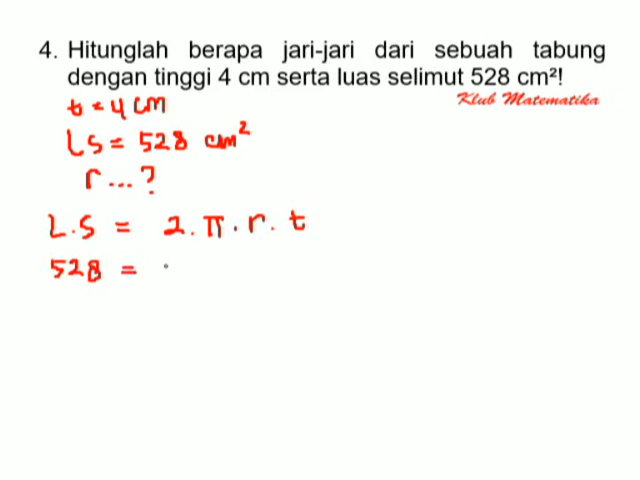 4. Hitunglah berapa jari-jari dari sebuah tabung
dengan tinggi 4 cm serta luas selimut 528 cm²!
Klub Matematika
t = 4 cm
LS = 528 cm²
r ... ?
L.S = 2.π.r.t
528 =